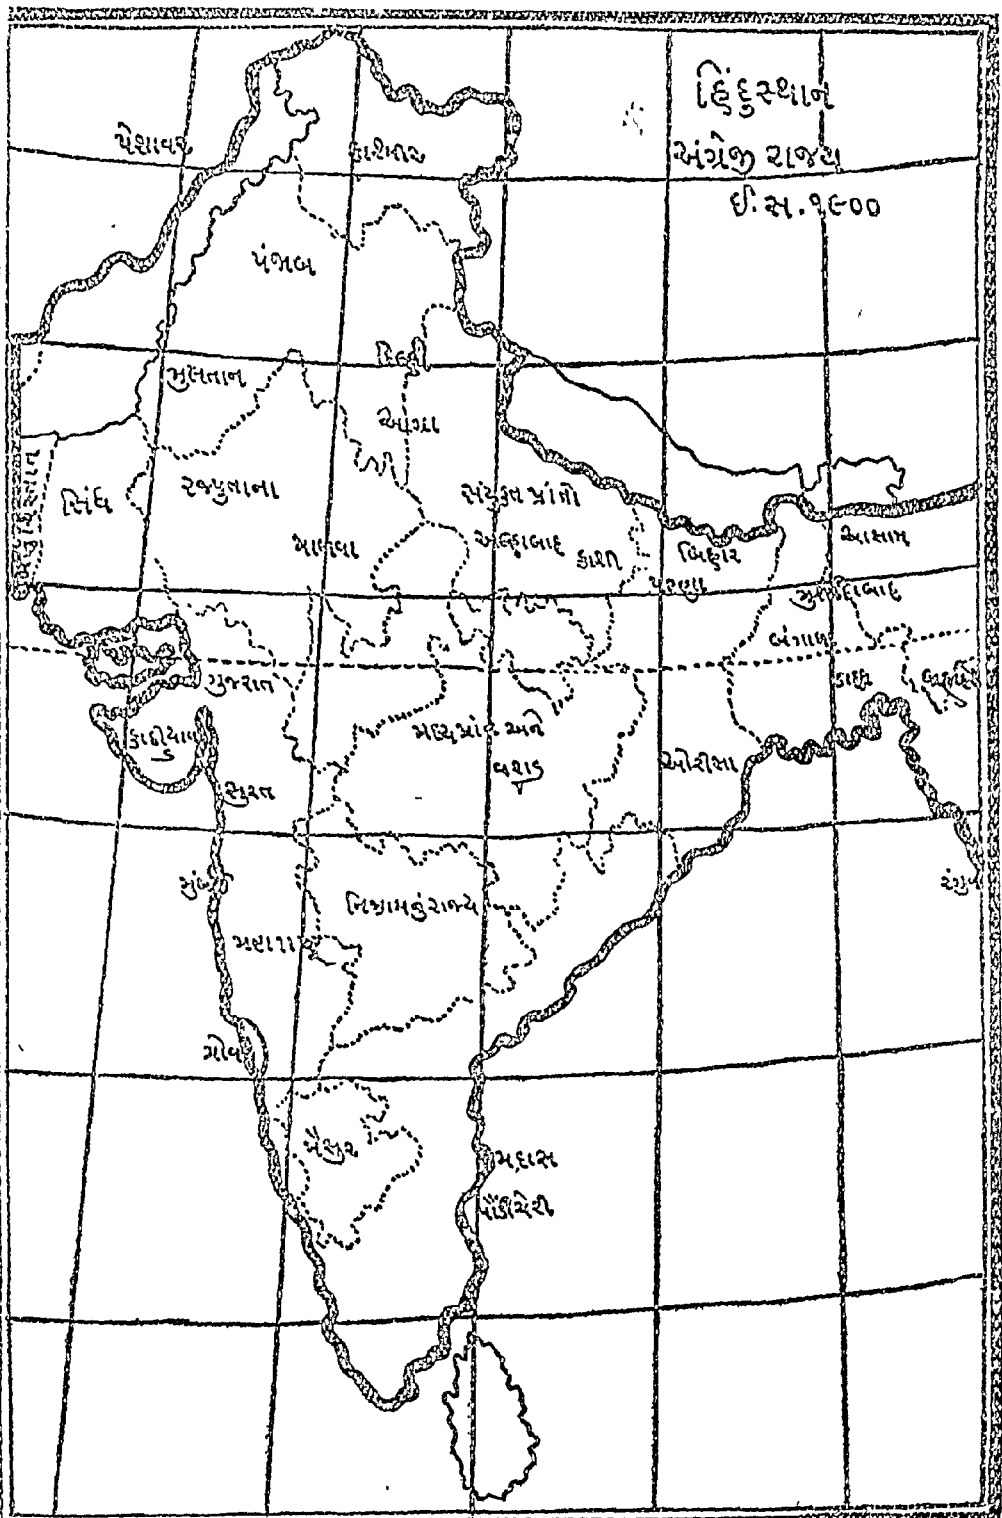 હિંદુસ્થાન
અંગ્રેજી રાજ્ય
ઈ.સ.૧૯૦૦
પેશાવર
કાશ્મીર
પંજાબ
દિલ્હી
મુલતાન
આગ્રા
રજપુતાના
સંયુક્ત પ્રાંતો
સિંધ
માળવા
અલ્હાબાદ
કાશી
બિહાર
આસામ
પટણા
મુર્શીદાબાદ
બંગાળ
કચ્છ
ગુજરાત
ઢાકા
મધ્યપ્રાંત અને
વરાડ
કાઠીયાવાડ
ઓરીસા
સુરત
મુંબઈ
નિઝામનું રાજ્ય
રંગુન
મહારાષ્ટ્ર
ગોવા
મૈસુર
મદ્રાસ
પોંડીચેરી